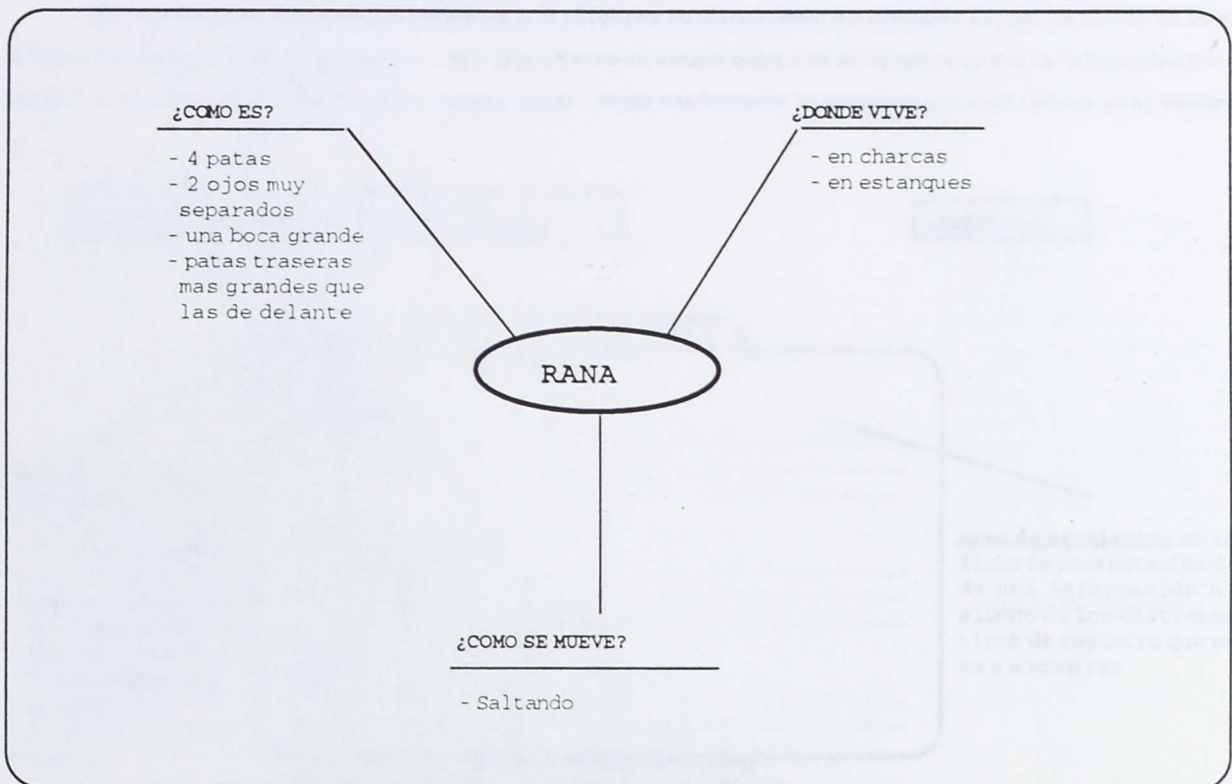 ¿COMO ES?
- 4 patas
- 2 ojos muy
separados
- una boca grande
- patas traseras
mas grandes que
las de delante
¿DONDE VIVE?
- en charcas
- en estanques
RANA
¿COMO SE MUEVE?
- Saltando